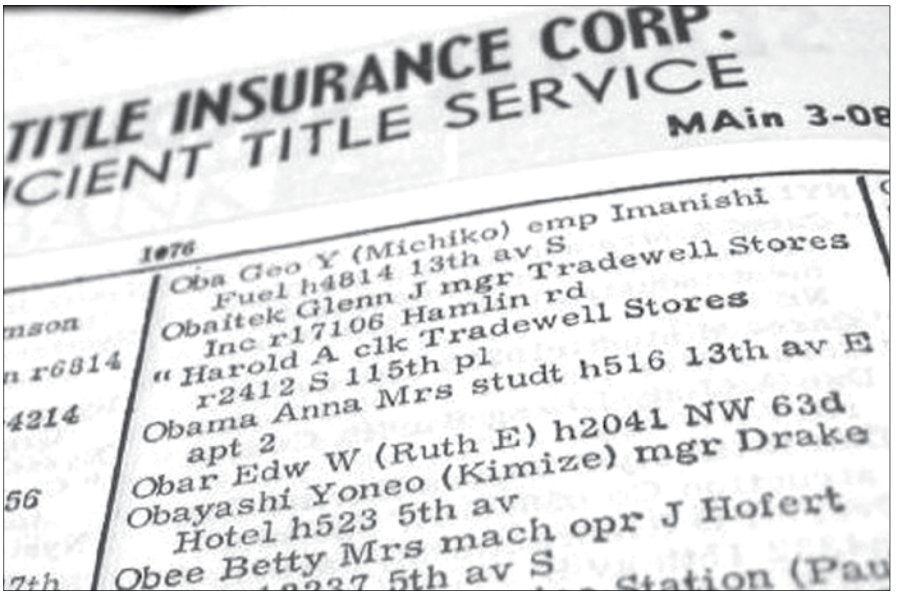 TITLE INSURANCE CORP.
ICIENT TITLE SERVICE
MAin 3-08
1076
Oba Geo Y (Michiko) emp Imanishi
Fuel h4814 13th av S
Obaitek Glenn J mgr Tradewell Stores
Inc r17106 Hamlin rd
" Harold A clk Tradewell Stores
r2412 S 115th pl
Obama Anna Mrs studt h516 13th av E
apt 2
Obar Edw W (Ruth E) h2041 NW 63d
Obayashi Yoneo (Kimize) mgr Drake
Hotel h523 5th av
Obee Betty Mrs mach opr J Hofert
5th av S
Station (Pau
mson
n r6814
4214
56
7th